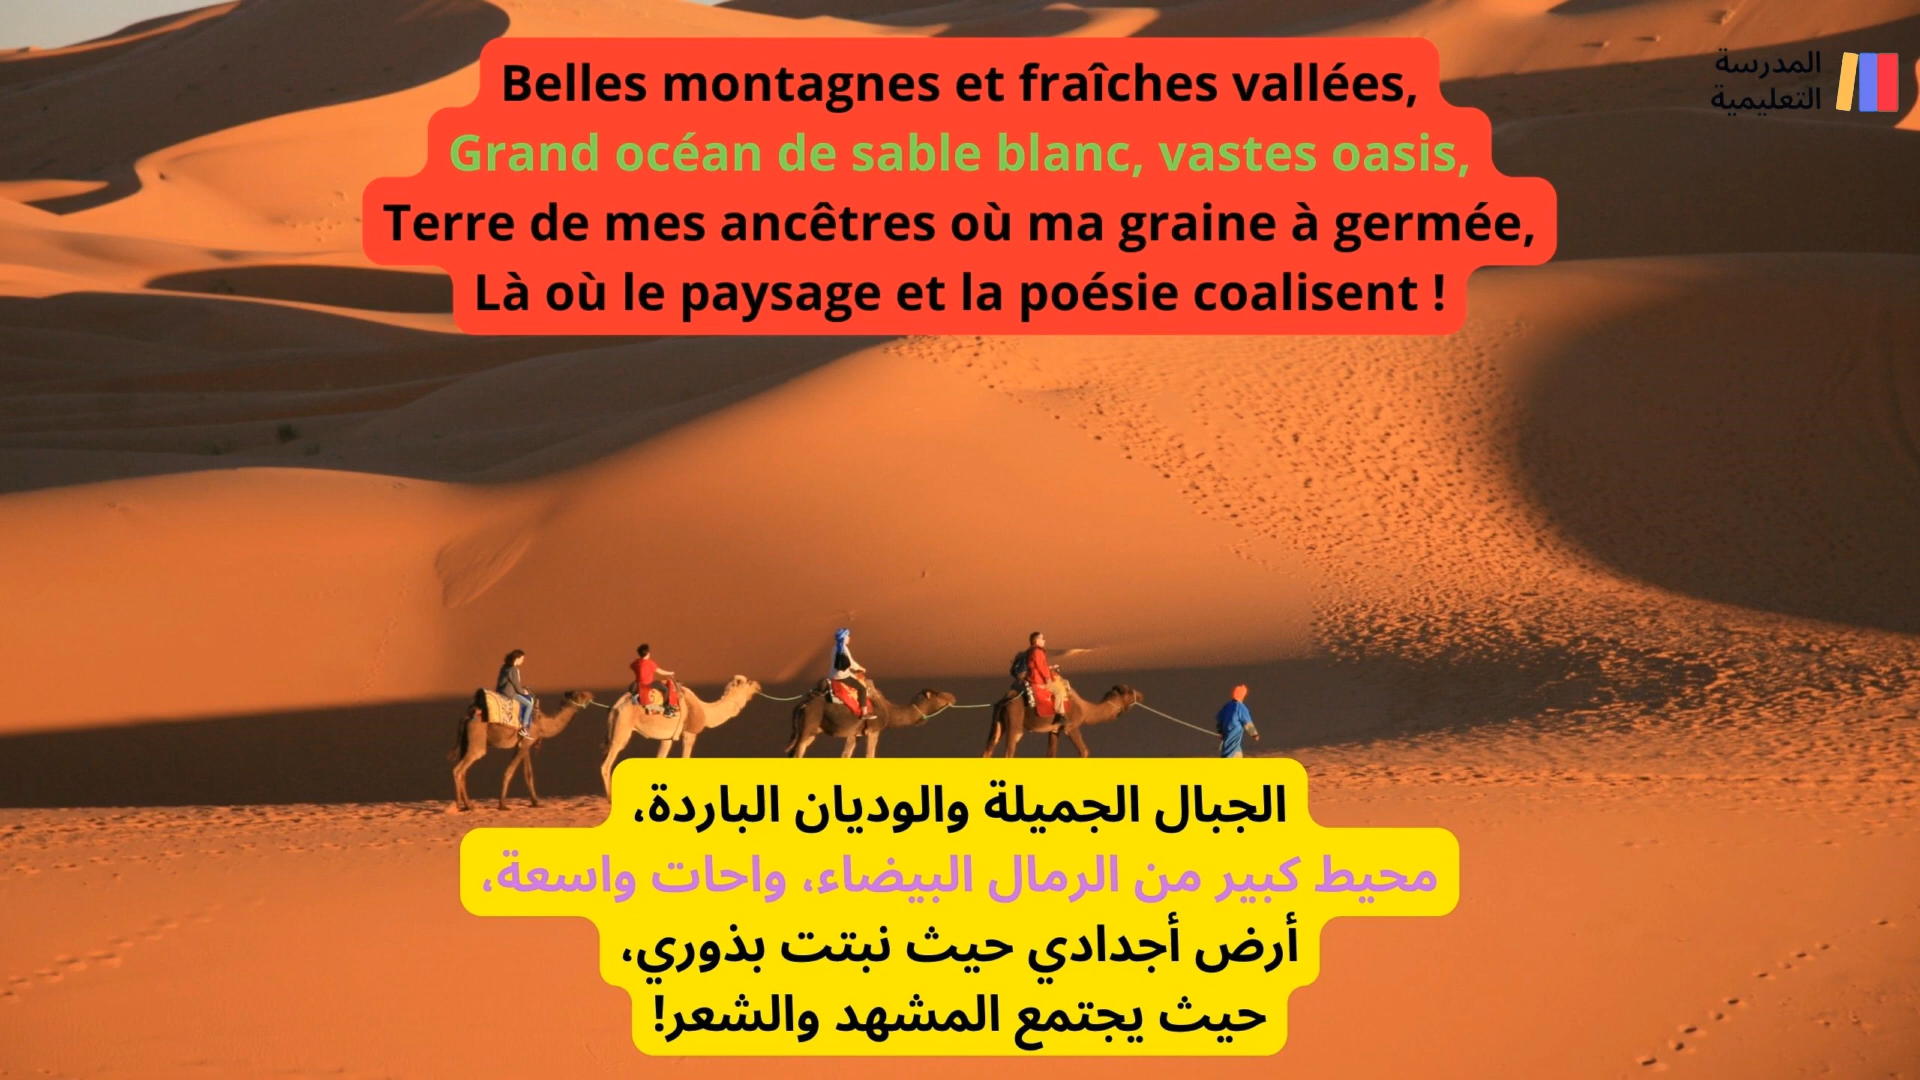 Belles montagnes et fraîches vallées,
Grand océan de sable blanc, vastes oasis,
Terre de mes ancêtres où ma graine à germée,
Là où le paysage et la poésie coalisent !
المدرسة
التعليمية
الجبال الجميلة والوديان الباردة،
محيط كبير من الرمال البيضاء، واحات واسعة،
أرض أجدادي حيث نبتت بذوري،
حيث يجتمع المشهد والشعر!